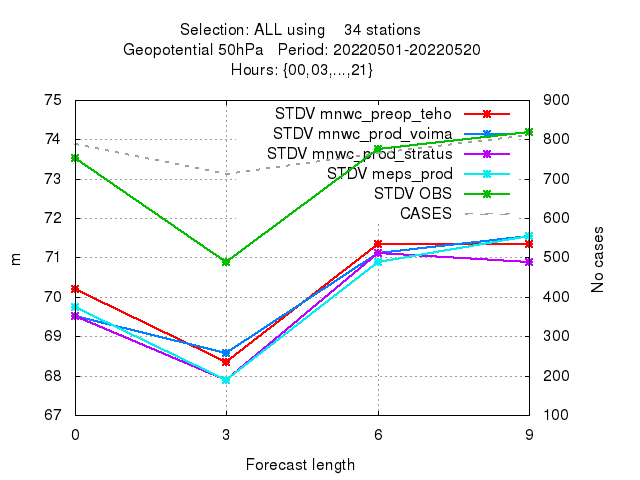 Selection: ALL using    34 stations
Geopotential 50hPa   Period: 20220501-20220520
Hours: {00,03,...,21}
75 900
STDV mnwc_preop_teho
74 STDV mnwc_prod_voima 800
STDV mnwc_prod_stratus
73 STDV meps_prod 700
STDV OBS
72 CASES 600
71 500
m
No cases
70 400
69 300
68 200
67 100
0 3 6 9
Forecast length